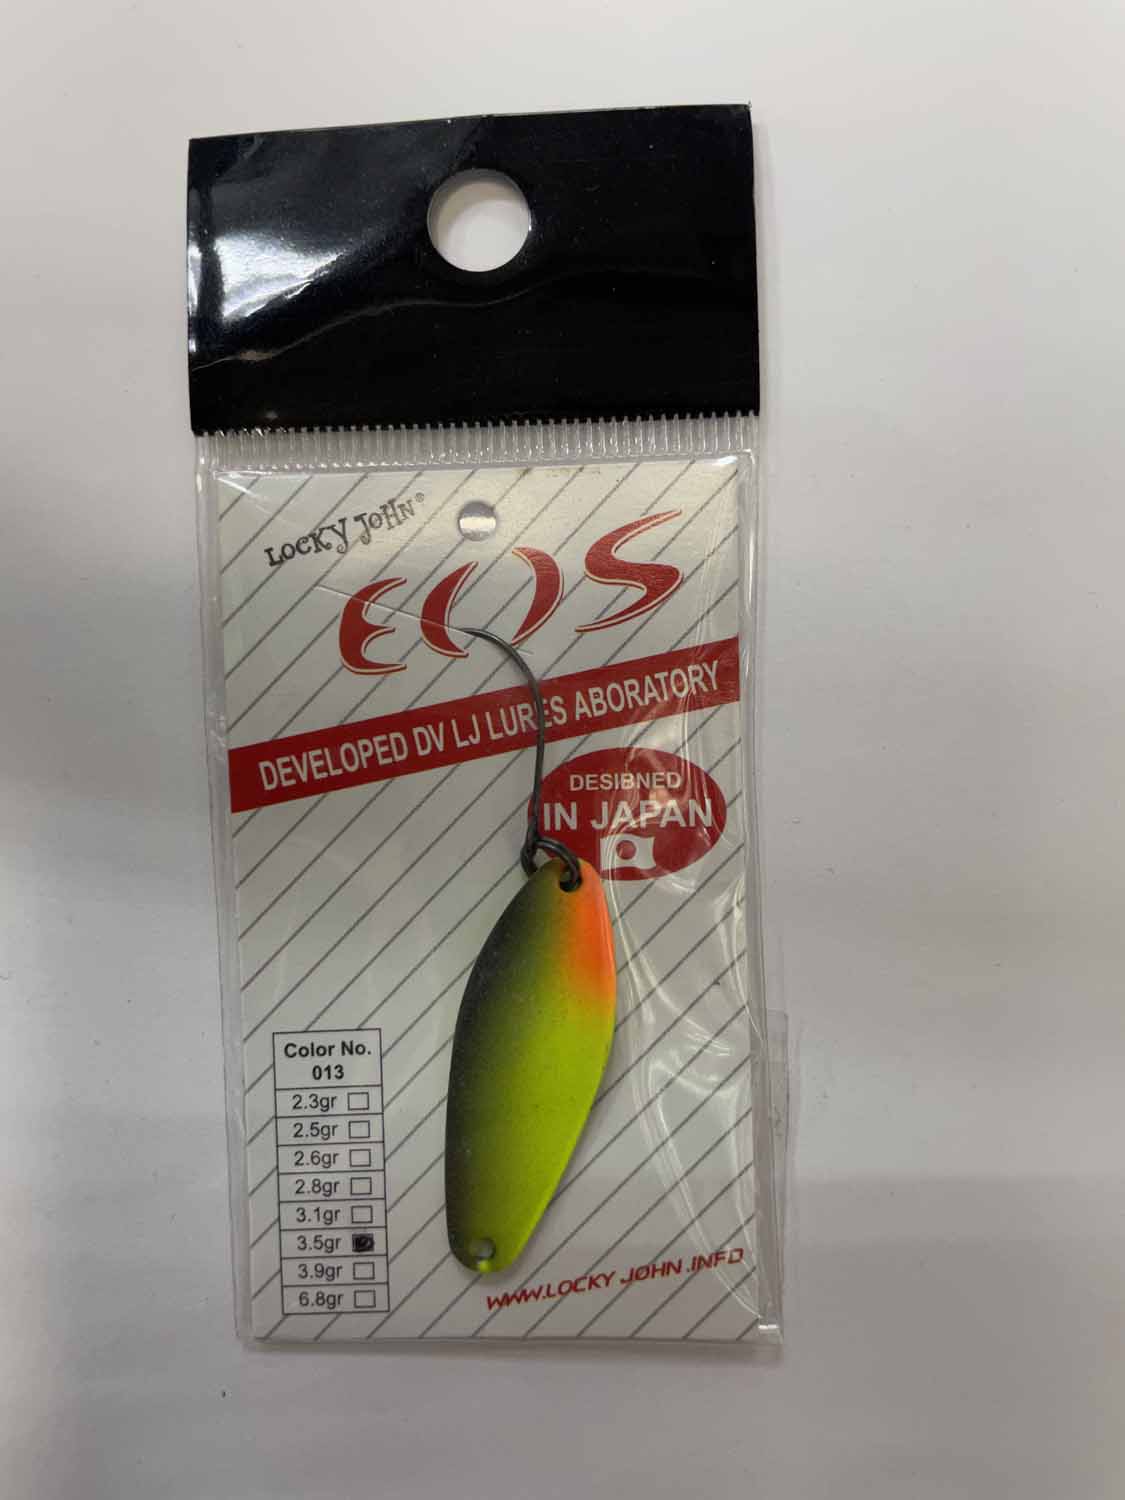 LOCKY JOHN®
EOS
DEVELOPED DV LJ LURES ABORATORY
DESIBNED
IN JAPAN
Color No.
013
2.3gr
2.5gr
2.6gr
2.8gr
3.1gr
3.5gr
3.9gr
6.8gr
WWW.LOCKY JOHN.INFO